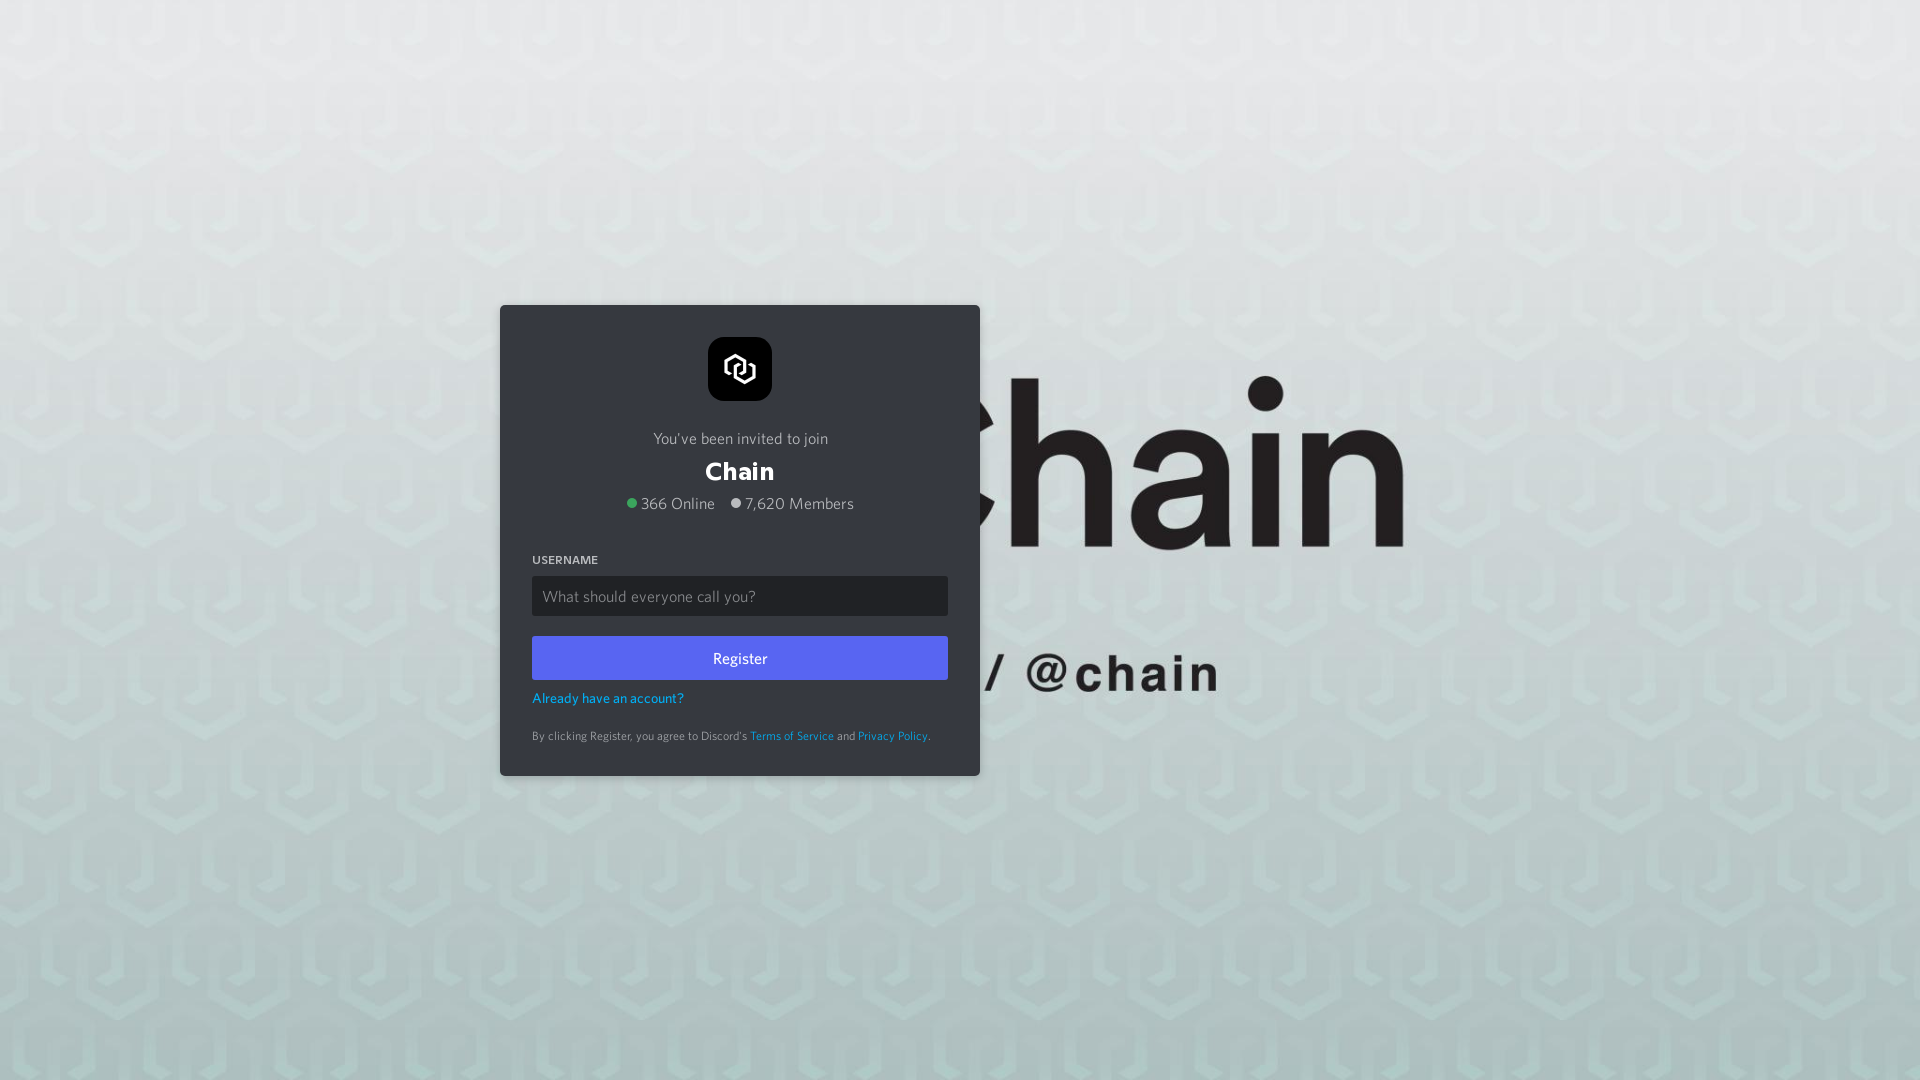 You've been invited to join
Chain
366 Online 7,620 Members
USERNAME
What should everyone call you?
Register
Already have an account?
By clicking Register, you agree to Discord's Terms of Service and Privacy Policy.
Chain
/ @chain